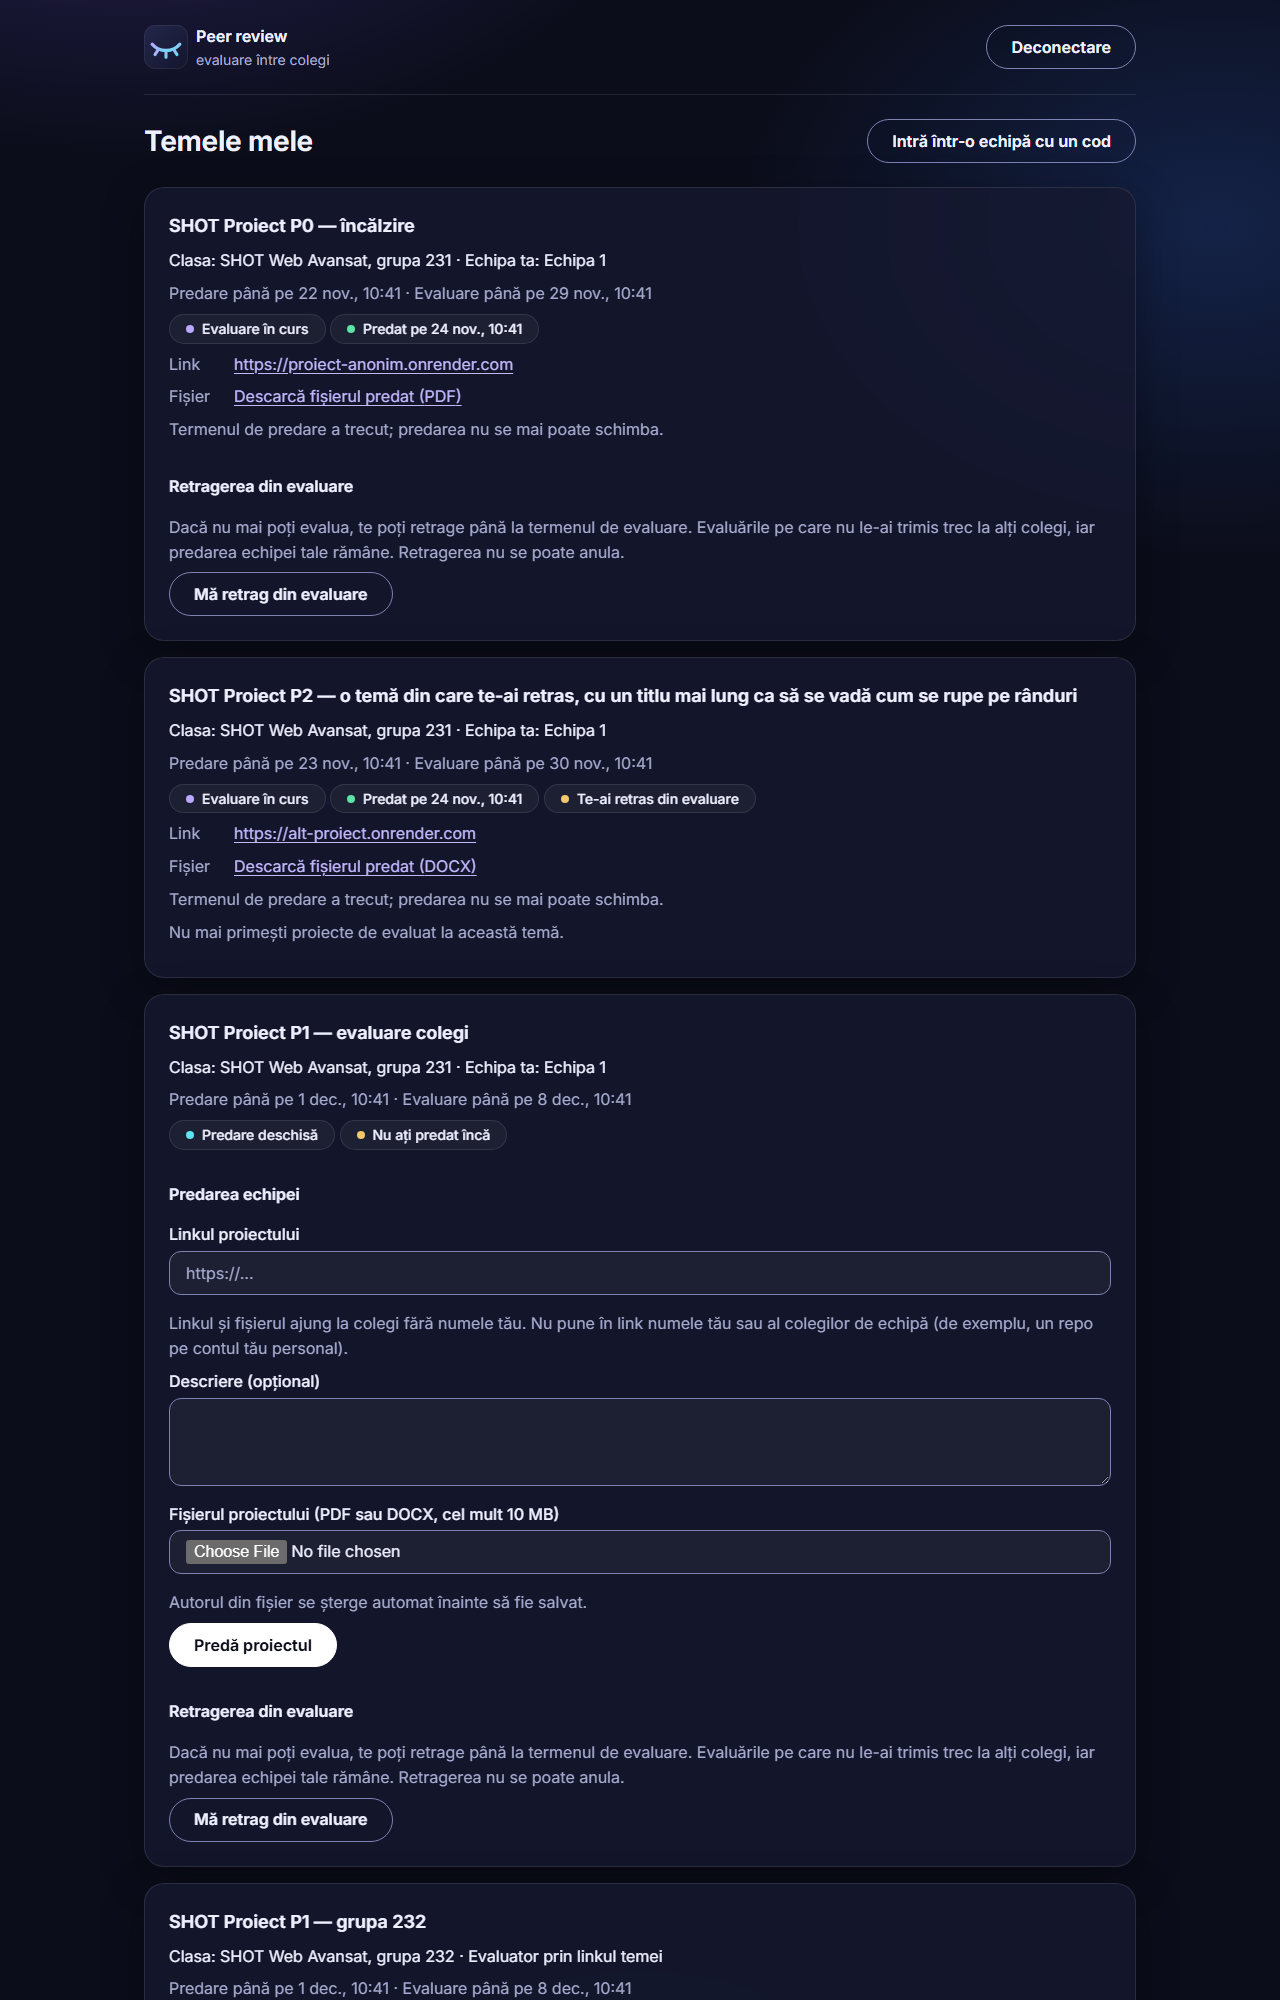 Peer review
evaluare între colegi
Deconectare
Temele mele
Intră într-o echipă cu un cod
SHOT Proiect P0 — încălzire
Clasa: SHOT Web Avansat, grupa 231 · Echipa ta: Echipa 1
Predare până pe 22 nov., 10:41 · Evaluare până pe 29 nov., 10:41
Evaluare în curs
Predat pe 24 nov., 10:41
Link https://proiect-anonim.onrender.com
Fișier Descarcă fișierul predat (PDF)
Termenul de predare a trecut; predarea nu se mai poate schimba.
Retragerea din evaluare
Dacă nu mai poți evalua, te poți retrage până la termenul de evaluare. Evaluările pe care nu le-ai trimis trec la alți colegi, iar
predarea echipei tale rămâne. Retragerea nu se poate anula.
Mă retrag din evaluare
SHOT Proiect P2 — o temă din care te-ai retras, cu un titlu mai lung ca să se vadă cum se rupe pe rânduri
Clasa: SHOT Web Avansat, grupa 231 · Echipa ta: Echipa 1
Predare până pe 23 nov., 10:41 · Evaluare până pe 30 nov., 10:41
Evaluare în curs
Predat pe 24 nov., 10:41
Te-ai retras din evaluare
Link https://alt-proiect.onrender.com
Fișier Descarcă fișierul predat (DOCX)
Termenul de predare a trecut; predarea nu se mai poate schimba.
Nu mai primești proiecte de evaluat la această temă.
SHOT Proiect P1 — evaluare colegi
Clasa: SHOT Web Avansat, grupa 231 · Echipa ta: Echipa 1
Predare până pe 1 dec., 10:41 · Evaluare până pe 8 dec., 10:41
Predare deschisă
Nu ați predat încă
Predarea echipei
Linkul proiectului
https://...
Linkul și fișierul ajung la colegi fără numele tău. Nu pune în link numele tău sau al colegilor de echipă (de exemplu, un repo
pe contul tău personal).
Descriere (opțional)
Fișierul proiectului (PDF sau DOCX, cel mult 10 MB)
Choose File No file chosen
Autorul din fișier se șterge automat înainte să fie salvat.
Predă proiectul
Retragerea din evaluare
Dacă nu mai poți evalua, te poți retrage până la termenul de evaluare. Evaluările pe care nu le-ai trimis trec la alți colegi, iar
predarea echipei tale rămâne. Retragerea nu se poate anula.
Mă retrag din evaluare
SHOT Proiect P1 — grupa 232
Clasa: SHOT Web Avansat, grupa 232 · Evaluator prin linkul temei
Predare până pe 1 dec., 10:41 · Evaluare până pe 8 dec., 10:41